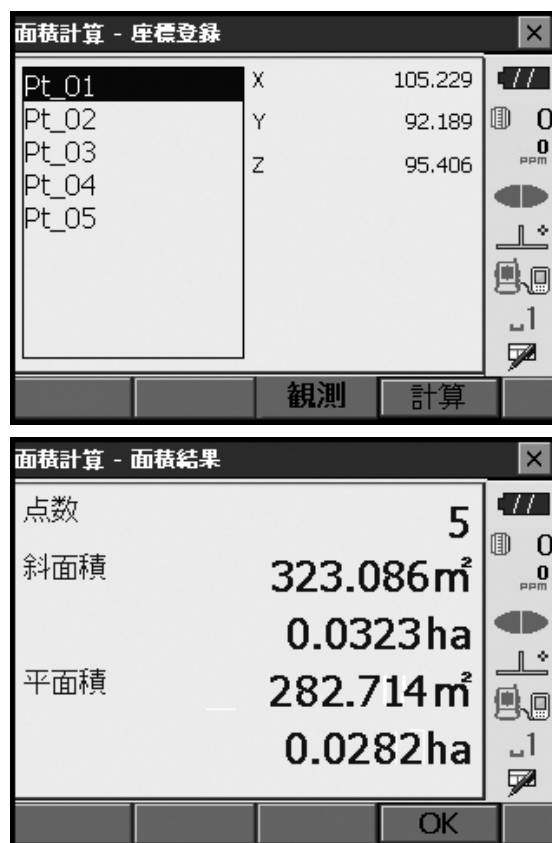 面積計算 - 座標登録
Pt_01
Pt_02
Pt_03
Pt_04
Pt_05
X 105.229
Y 92.189
Z 95.406
0
0
PPM
1
観測 計算
面積計算 - 面積結果
点数 5
斜面積 323.086㎡
0.0323ha
平面積 282.714㎡
0.0282ha
0
0
PPM
1
OK